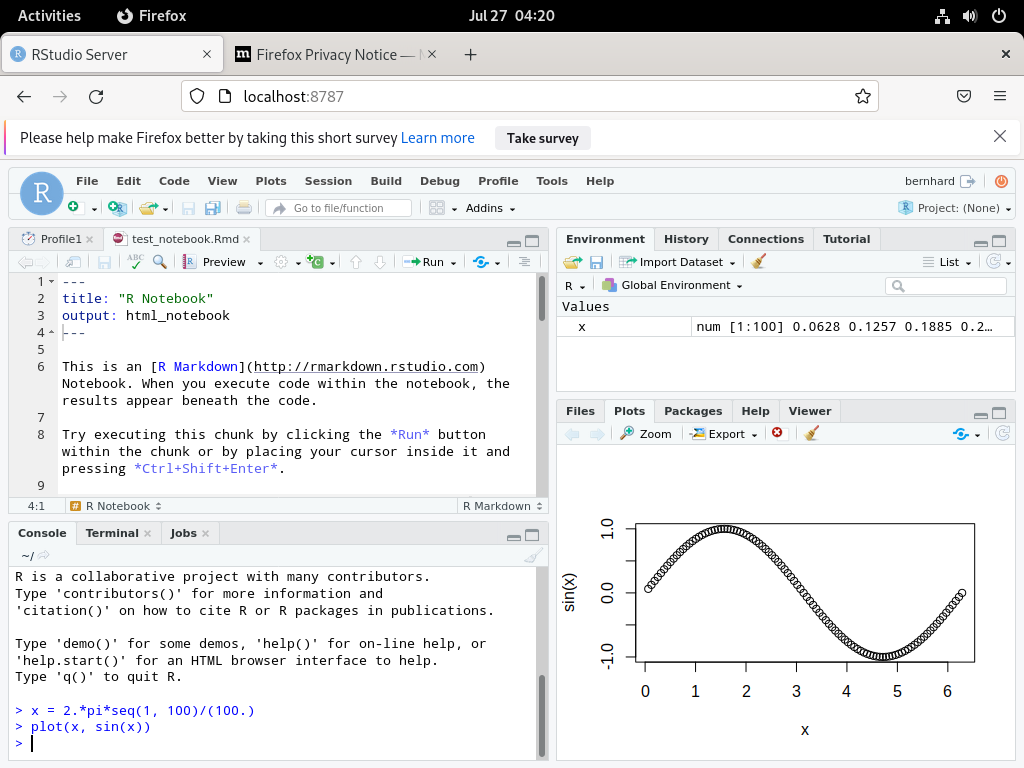 Activities Firefox Jul 27 04:20
RStudio Server Firefox Privacy Notice —
localhost:8787
Please help make Firefox better by taking this short survey Learn more Take survey
R File Edit Code View Plots Session Build Debug Profile Tools Help bernhard
Go to file/function Addins Project: (None)
Profile1 test_notebook.Rmd
ABC Preview Run
1 ---
2 title: "R Notebook"
3 output: html_notebook
4 ---
5
6 This is an [R Markdown](http://rmarkdown.rstudio.com)
Notebook. When you execute code within the notebook, the
results appear beneath the code.
7
8 Try executing this chunk by clicking the *Run* button
within the chunk or by placing your cursor inside it and
pressing *Ctrl+Shift+Enter*.
9
4:1 # R Notebook R Markdown
Console Terminal Jobs
~/
R is a collaborative project with many contributors.
Type 'contributors()' for more information and
'citation()' on how to cite R or R packages in publications.
Type 'demo()' for some demos, 'help()' for on-line help, or
'help.start()' for an HTML browser interface to help.
Type 'q()' to quit R.
> x = 2.*pi*seq(1, 100)/(100.)
> plot(x, sin(x))
>
Environment History Connections Tutorial
Import Dataset List
R Global Environment
Values
x num [1:100] 0.0628 0.1257 0.1885 0.2…
Files Plots Packages Help Viewer
Zoom Export
sin(x)
1.0
0.0
-1.0
0 1 2 3 4 5 6
x